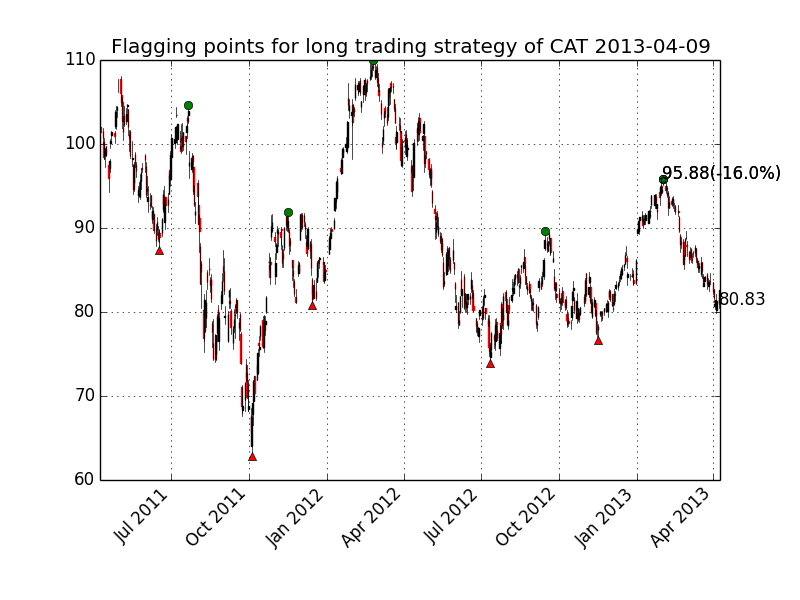 Flagging points for long trading strategy of CAT 2013-04-09
110
100
90
80
70
60
95.88(-16.0%)
80.83
Jul 2011
Oct 2011
Jan 2012
Apr 2012
Jul 2012
Oct 2012
Jan 2013
Apr 2013